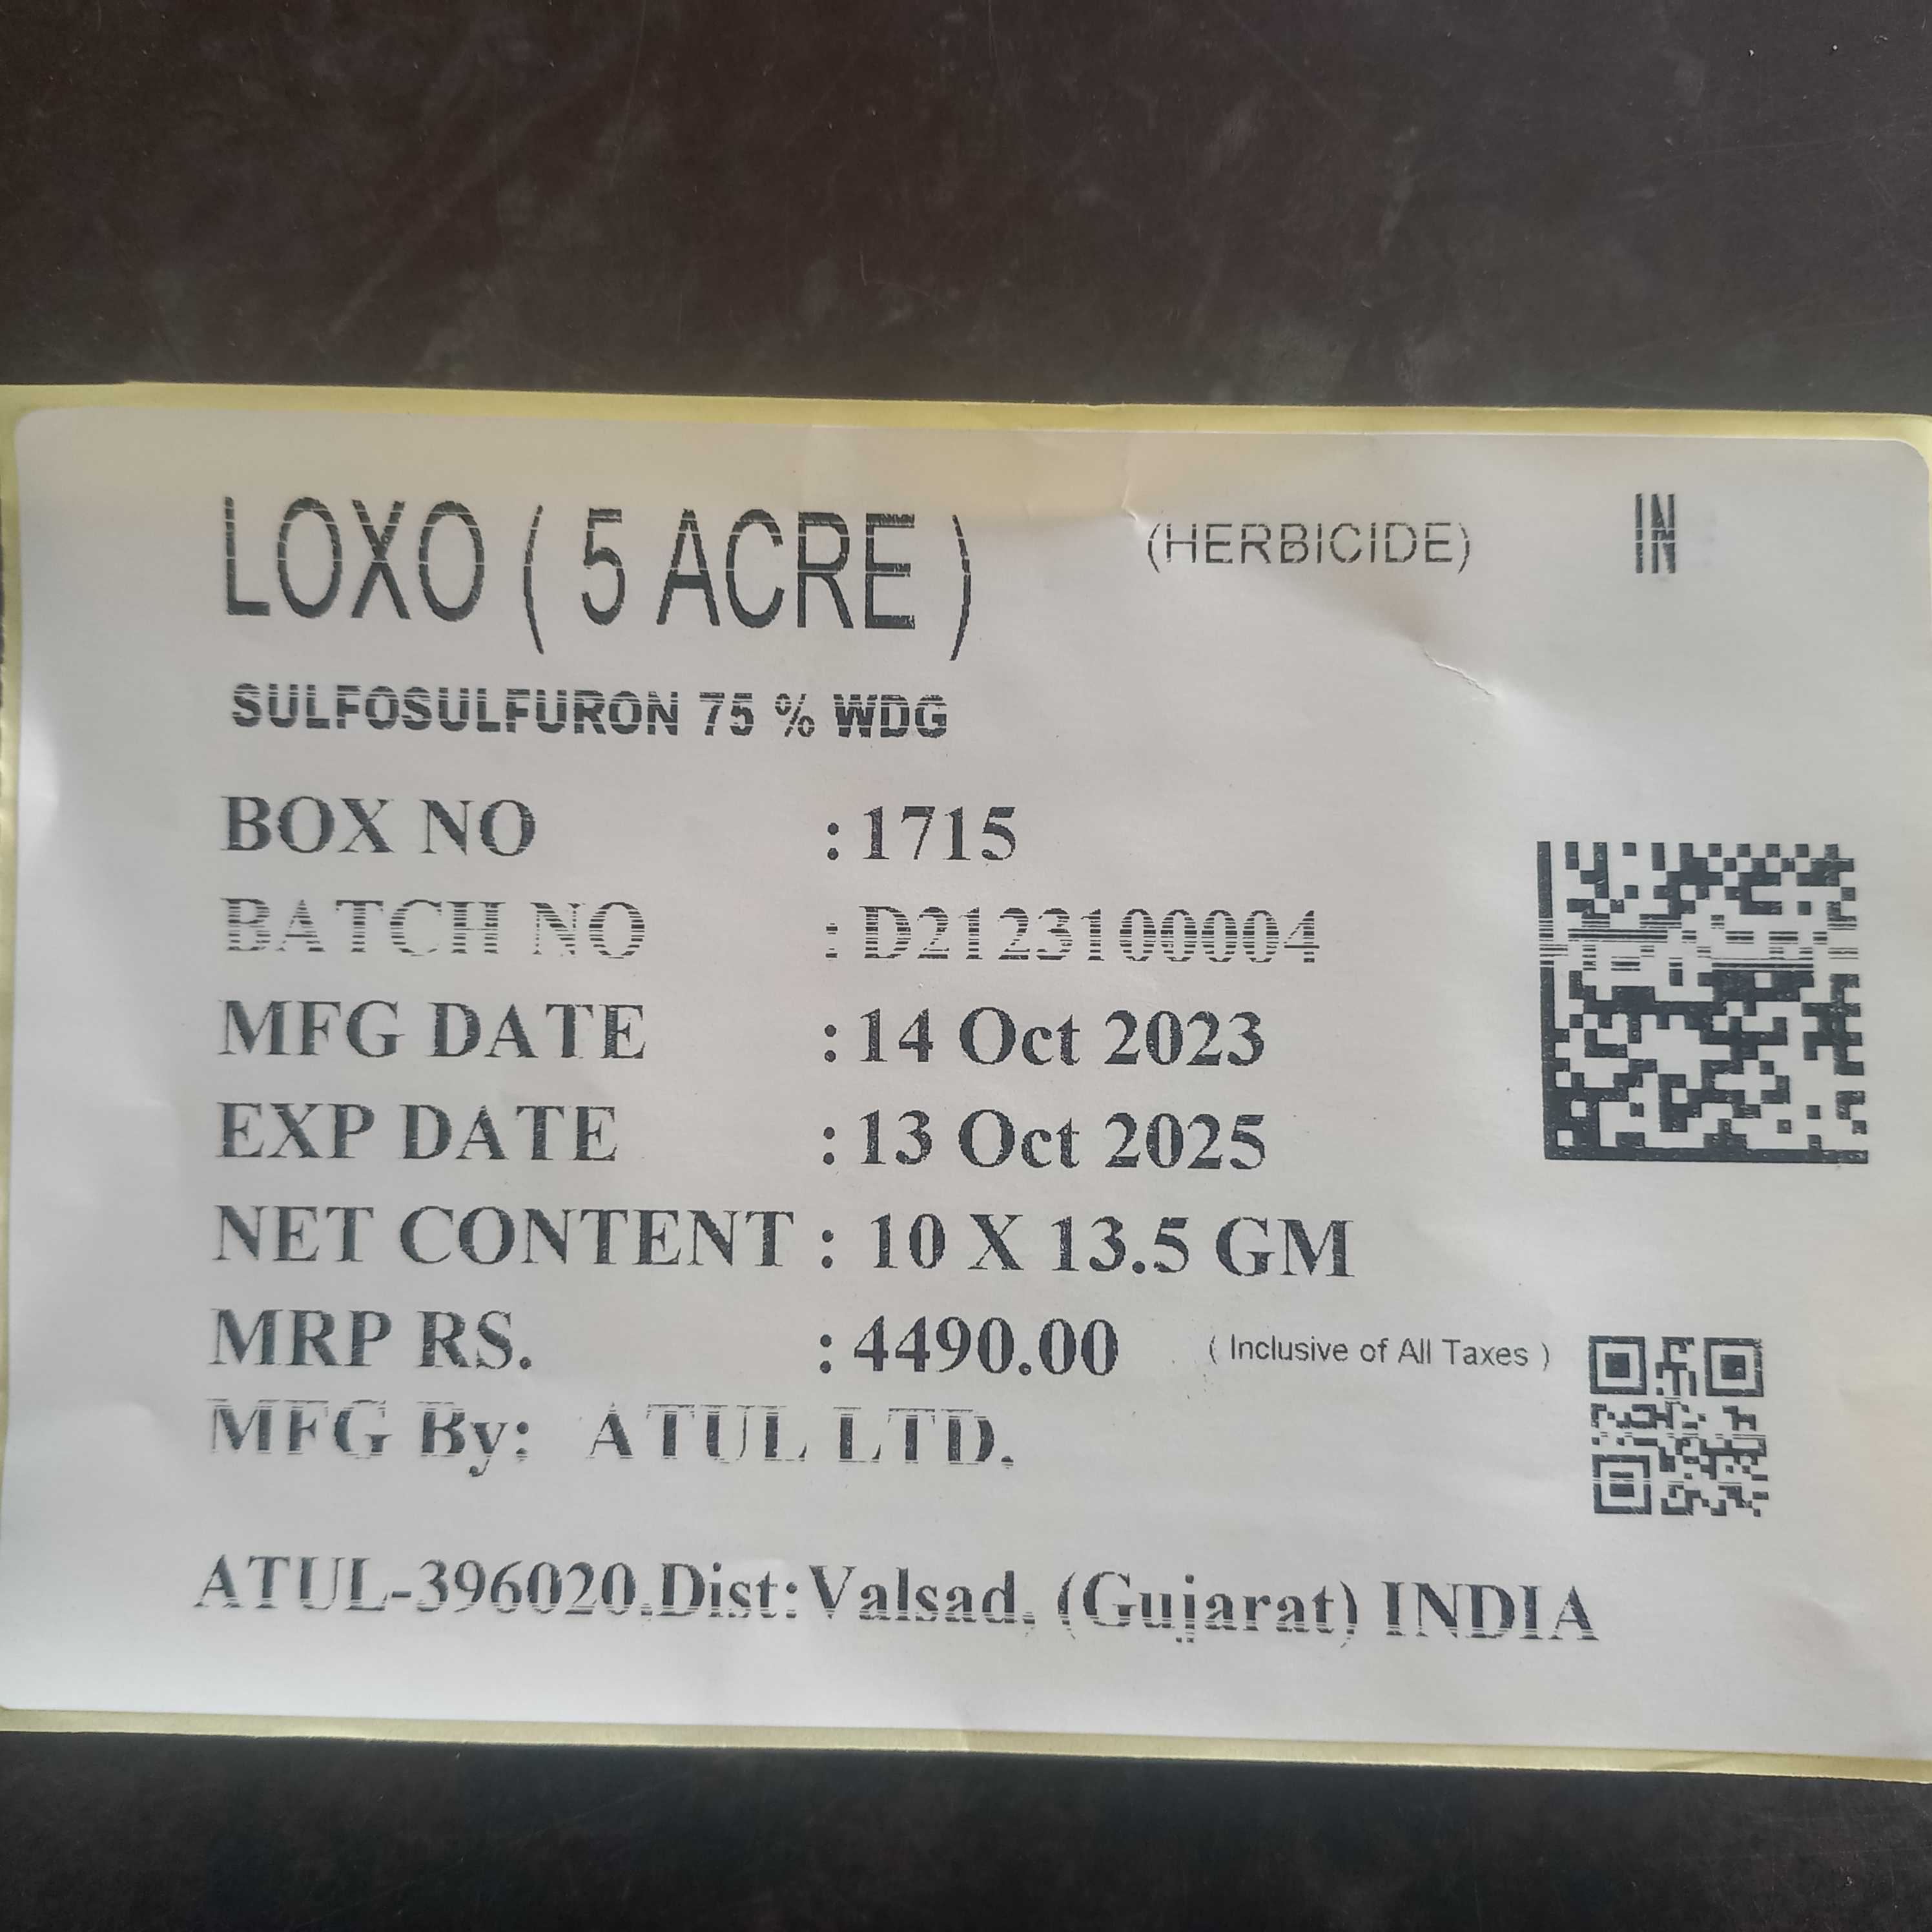 LOXO ( 5 ACRE ) (HERBICIDE) IN
SULFOSULFURON 75 % WDG
BOX NO : 1715
BATCH NO : D2123100004
MFG DATE : 14 Oct 2023
EXP DATE : 13 Oct 2025
NET CONTENT : 10 X 13.5 GM
MRP RS. : 4490.00 ( Inclusive of All Taxes )
MFG By: ATUL LTD.
ATUL-396020,Dist:Valsad, (Gujarat) INDIA